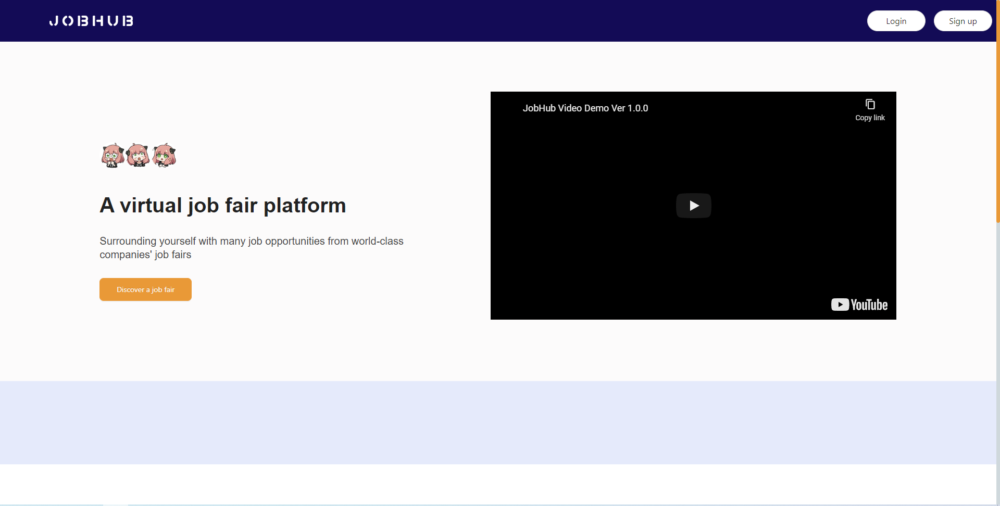 JOBHUB
Login
Sign up
JobHub Video Demo Ver 1.0.0
Copy link
A virtual job fair platform
Surrounding yourself with many job opportunities from world-class
companies' job fairs
Discover a job fair
YouTube